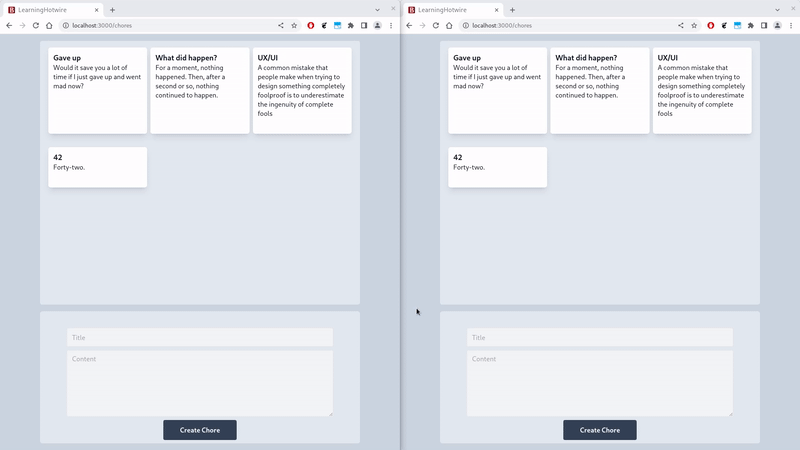 LearningHotwire
localhost:3000/chores
Gave up
Would it save you a lot of
time if I just gave up and went
mad now?
What did happen?
For a moment, nothing
happened. Then, after a
second or so, nothing
continued to happen.
UX/UI
A common mistake that
people make when trying to
design something completely
foolproof is to underestimate
the ingenuity of complete
fools
42
Forty-two.
Title
Content
Create Chore
LearningHotwire
localhost:3000/chores
Gave up
Would it save you a lot of
time if I just gave up and went
mad now?
What did happen?
For a moment, nothing
happened. Then, after a
second or so, nothing
continued to happen.
UX/UI
A common mistake that
people make when trying to
design something completely
foolproof is to underestimate
the ingenuity of complete
fools
42
Forty-two.
Title
Content
Create Chore